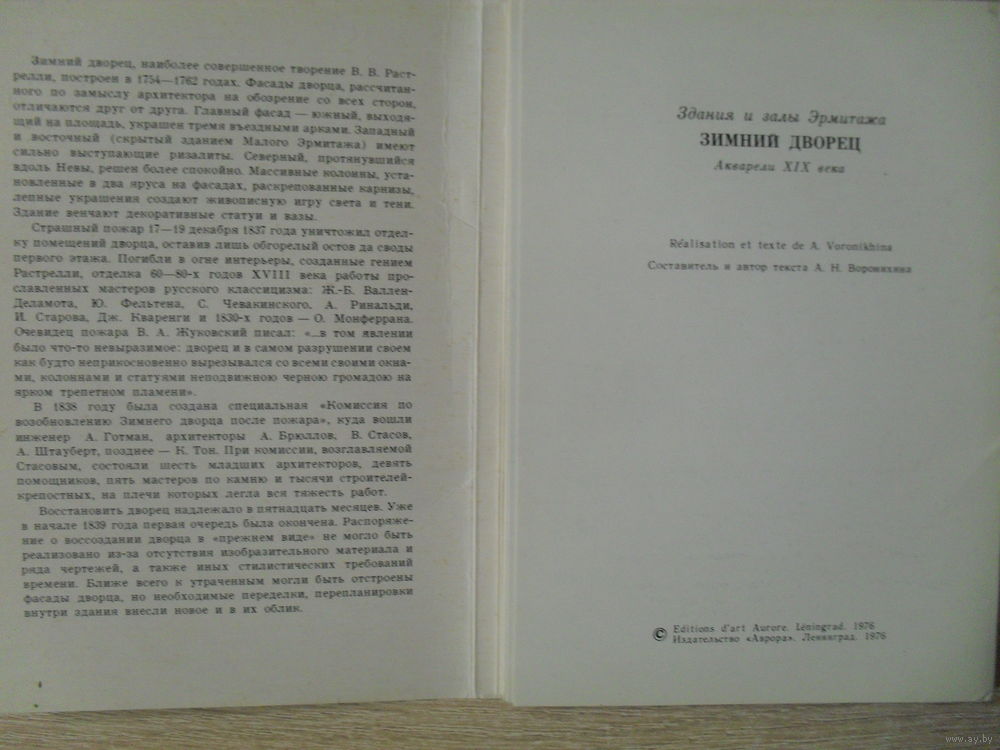 Зимний дворец, наиболее совершенное творение В. В. Раст-
релли, построен в 1754—1762 годах. Фасады дворца, рассчитан-
ного по замыслу архитектора на обозрение со всех сторон,
отличаются друг от друга. Главный фасад — южный, выходя-
щий на площадь, украшен тремя въездными арками. Западный
и восточный (скрытый зданием Малого Эрмитажа) имеют
сильно выступающие ризалиты. Северный, протянувшийся
вдоль Невы, решен более спокойно. Массивные колонны, уста-
новленные в два яруса на фасадах, раскрепованные карнизы,
лепные украшения создают живописную игру света и тени.
Здание венчают декоративные статуи и вазы.
Страшный пожар 17—19 декабря 1837 года уничтожил отдел-
ку помещений дворца, оставив лишь обгорелый остов да своды
первого этажа. Погибли в огне интерьеры, созданные гением
Растрелли, отделка 60—80-х годов XVIII века работы про-
славленных мастеров русского классицизма: Ж.-Б. Валлен-
Деламота, Ю. Фельтена, С. Чевакинского, А. Ринальди,
И. Старова, Дж. Кваренги и 1830-х годов — О. Монферрана.
Очевидец пожара В. А. Жуковский писал: «...в том явлении
было что-то невыразимое: дворец и в самом разрушении своем
как будто неприкосновенно вырезывался со всеми своими окна-
ми, колоннами и статуями неподвижною черною громадою на
ярком трепетном пламени».
В 1838 году была создана специальная «Комиссия по
возобновлению Зимнего дворца после пожара», куда вошли
инженер А. Готман, архитекторы А. Брюллов, В. Стасов,
А. Штауберт, позднее — К. Тон. При комиссии, возглавляемой
Стасовым, состояли шесть младших архитекторов, девять
помощников, пять мастеров по камню и тысячи строителей-
крепостных, на плечи которых легла вся тяжесть работ.
Восстановить дворец надлежало в пятнадцать месяцев. Уже
в начале 1839 года первая очередь была окончена. Распоряже-
ние о воссоздании дворца в «прежнем виде» не могло быть
реализовано из-за отсутствия изобразительного материала и
ряда чертежей, а также иных стилистических требований
времени. Ближе всего к утраченным могли быть отстроены
фасады дворца, но необходимые переделки, перепланировки
внутри здания внесли новое и в их облик.
Здания и залы Эрмитажа
ЗИМНИЙ ДВОРЕЦ
Акварели XIX века
Réalisation et texte de A. Voronikhina
Составитель и автор текста А. Н. Воронихина
© Editions d'art Aurore. Léningrad. 1976
Издательство «Аврора». Ленинград. 1976
www.ay.by